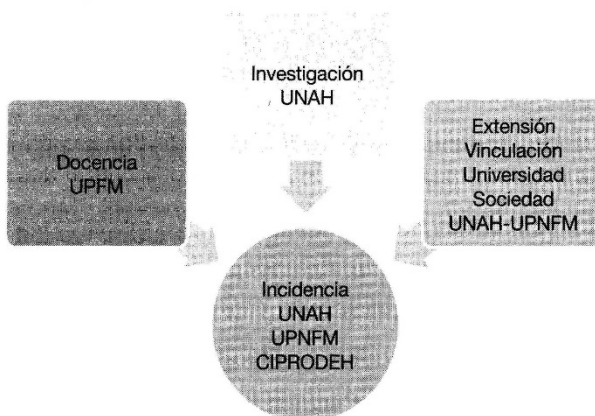 Investigación
UNAH
Docencia
UPFM
Extensión
Vinculación
Universidad
Sociedad
UNAH-UPNFM
Incidencia
UNAH
UPNFM
CIPRODEH